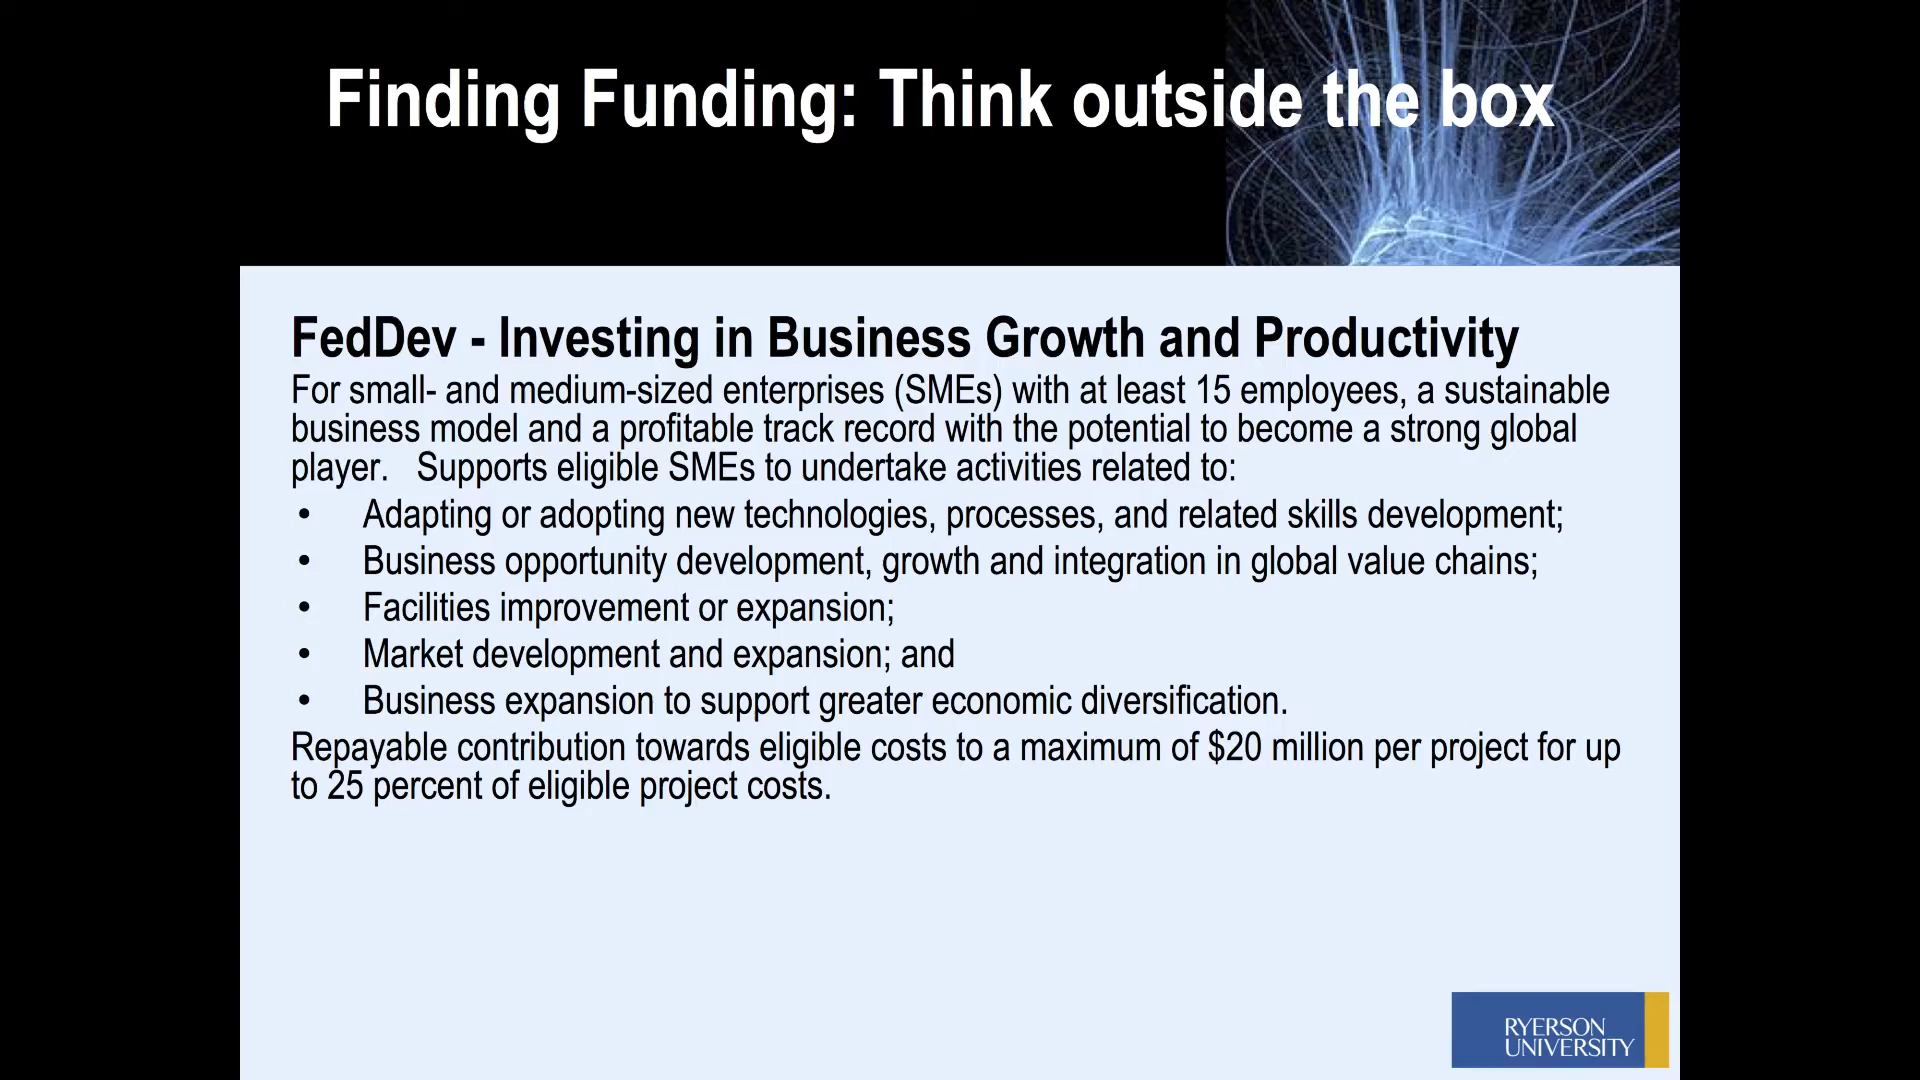 Finding Funding: Think outside the box
FedDev - Investing in Business Growth and Productivity
For small- and medium-sized enterprises (SMEs) with at least 15 employees, a sustainable
business model and a profitable track record with the potential to become a strong global
player.   Supports eligible SMEs to undertake activities related to:
• Adapting or adopting new technologies, processes, and related skills development;
• Business opportunity development, growth and integration in global value chains;
• Facilities improvement or expansion;
• Market development and expansion; and
• Business expansion to support greater economic diversification.
Repayable contribution towards eligible costs to a maximum of $20 million per project for up
to 25 percent of eligible project costs.
RYERSON
UNIVERSITY